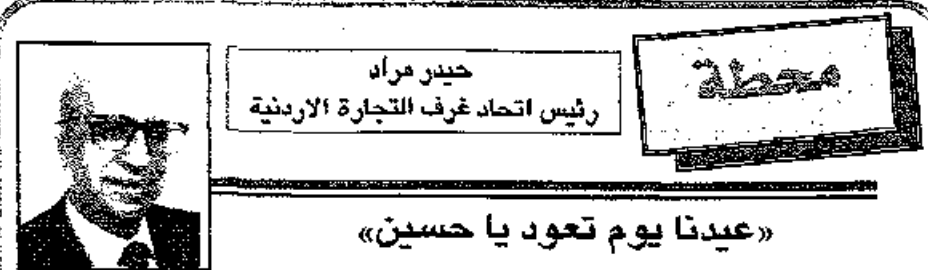 محطة
حيدر مراد
رئيس اتحاد غرف التجارة الاردنية
«عيدنا يوم تعود يا حسين»